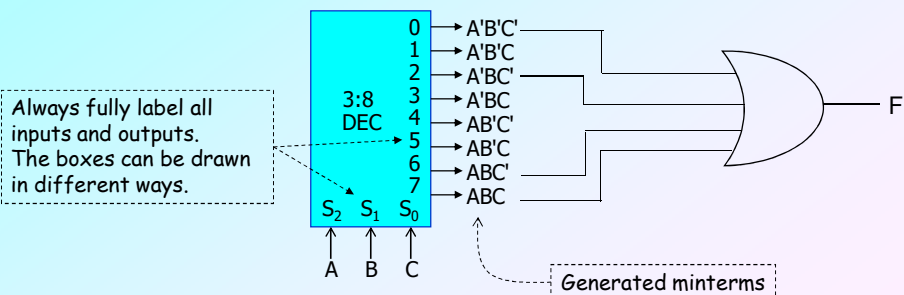 0 A'B'C'
1 A'B'C
2 A'BC'
3 A'BC
4 AB'C'
5 AB'C
6 ABC'
7 ABC
3:8
DEC
F
Always fully label all
inputs and outputs.
The boxes can be drawn
in different ways.
S₂ S₁ S₀
A B C
Generated minterms